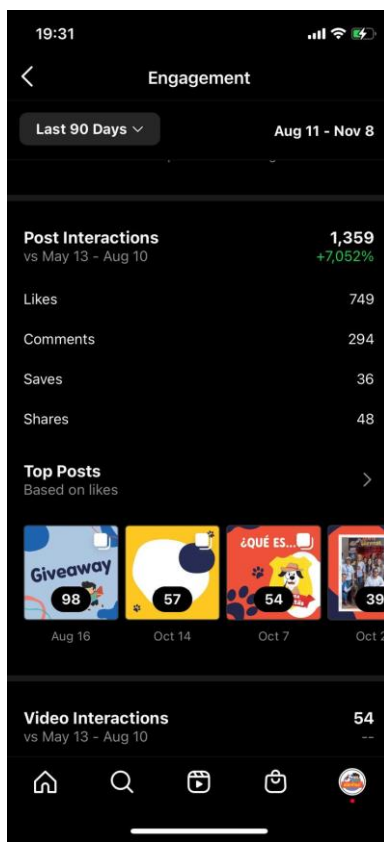 19:31
Engagement
Last 90 Days
Aug 11 - Nov 8
Post Interactions 1,359
vs May 13 - Aug 10 +7,052%
Likes 749
Comments 294
Saves 36
Shares 48
Top Posts
Based on likes
Giveaway
¿QUÉ ES...
98
57
54
39
Aug 16
Oct 14
Oct 7
Oct 2
Video Interactions 54
vs May 13 - Aug 10 --